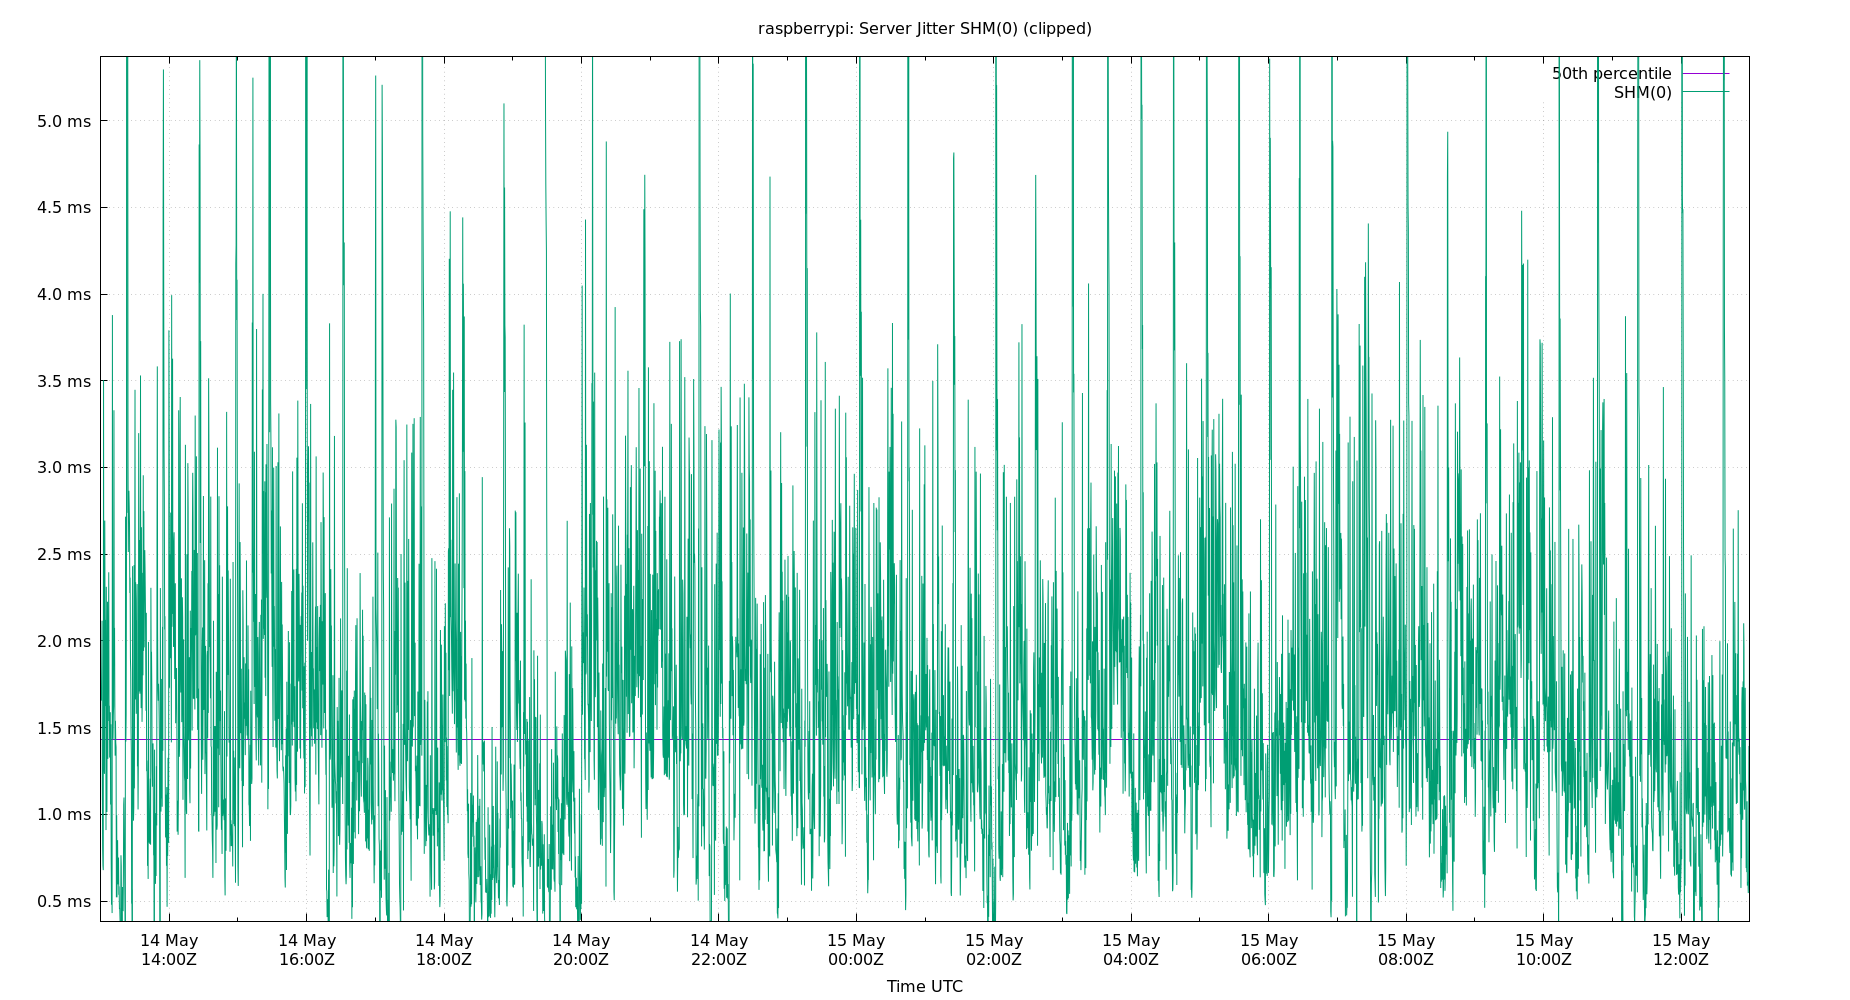 raspberrypi: Server Jitter SHM(0) (clipped)
50th percentile
SHM(0)
5.0 ms
4.5 ms
4.0 ms
3.5 ms
3.0 ms
2.5 ms
2.0 ms
1.5 ms
1.0 ms
0.5 ms
14 May 14 May 14 May 14 May 14 May 15 May 15 May 15 May 15 May 15 May 15 May 15 May
14:00Z 16:00Z 18:00Z 20:00Z 22:00Z 00:00Z 02:00Z 04:00Z 06:00Z 08:00Z 10:00Z 12:00Z
Time UTC